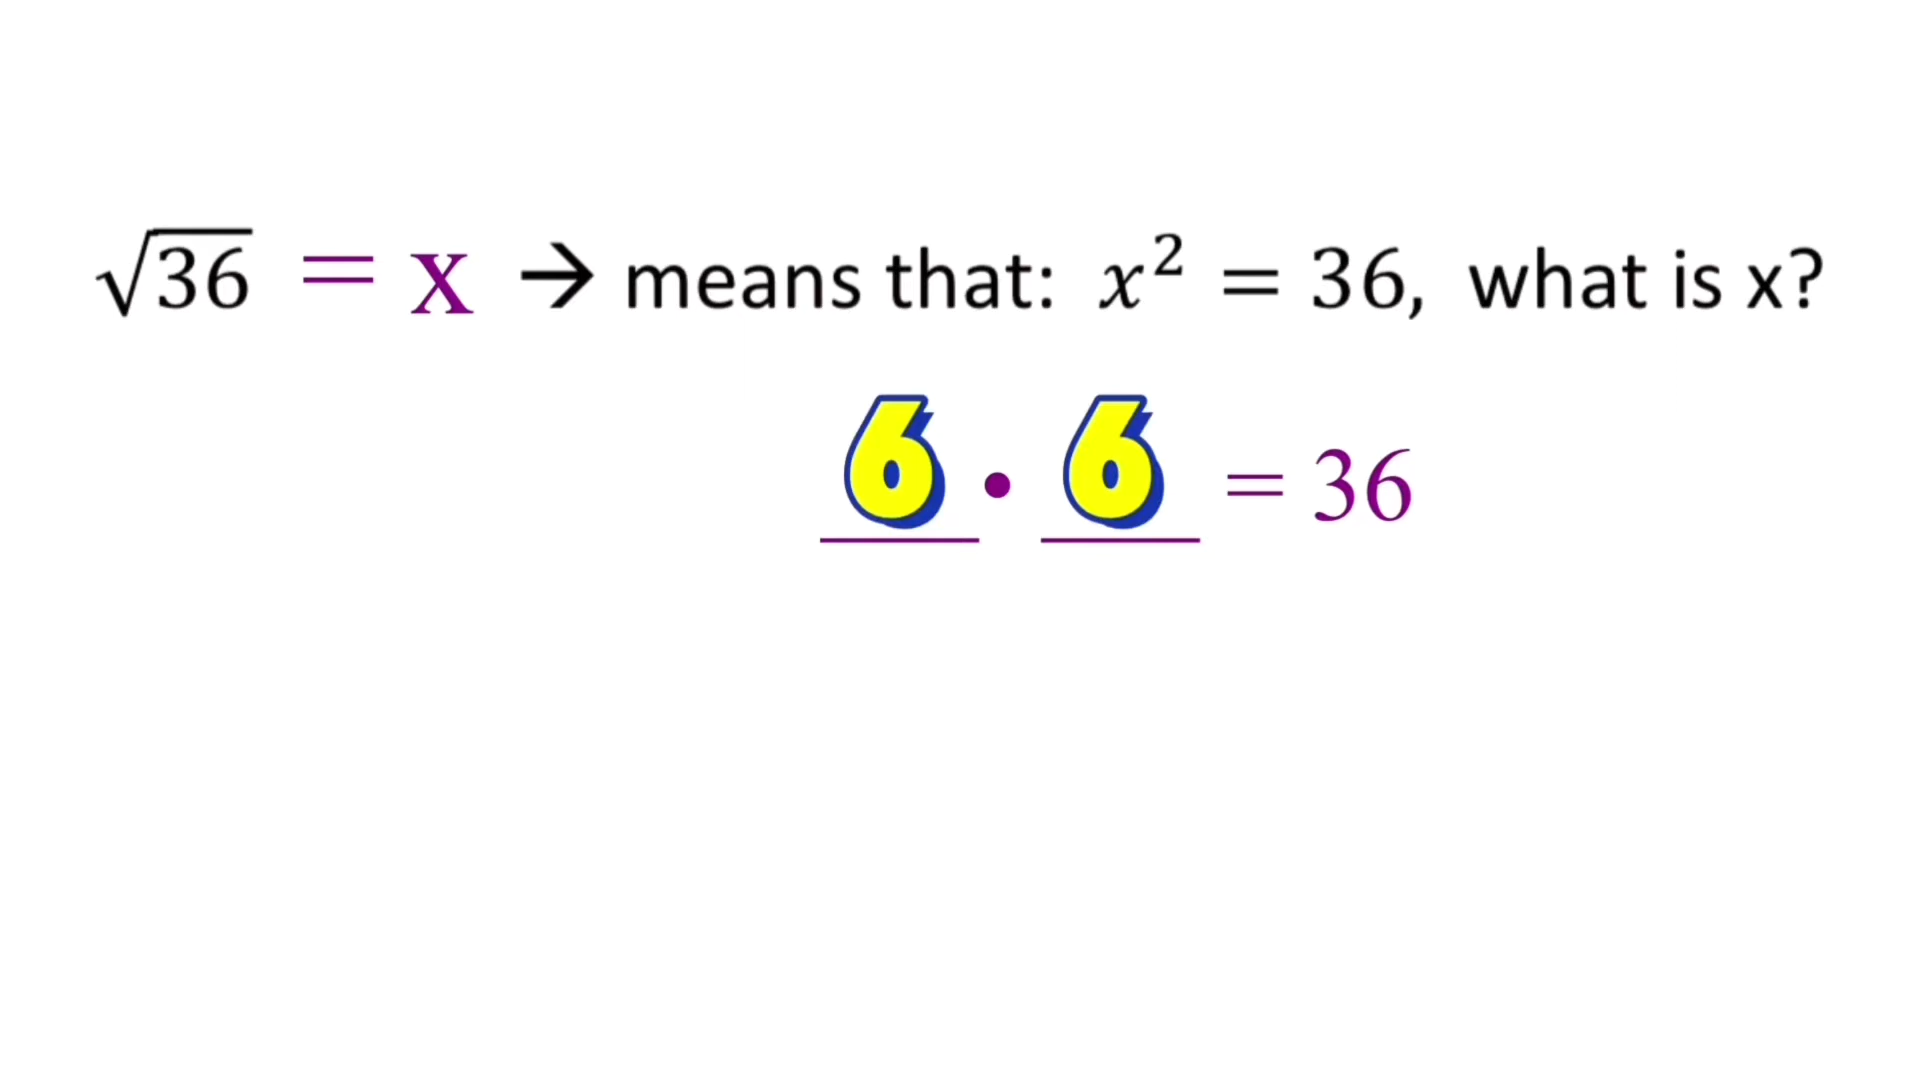 √36 = x → means that: x² = 36, what is x?
6 · 6 = 36